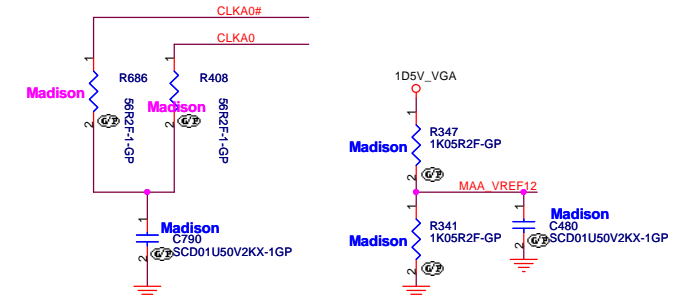 CLKA0#
CLKA0
1
R686
Madison
56R2F-1-GP
2
G/P
1
R408
Madison
56R2F-1-GP
2
G/P
1
Madison
C790
SCD01U50V2KX-1GP
2
G/P
1D5V_VGA
1
R347
Madison
1K05R2F-GP
2
G/P
MAA_VREF12
1
R341
Madison
1K05R2F-GP
2
G/P
1
Madison
C480
SCD01U50V2KX-1GP
2
G/P